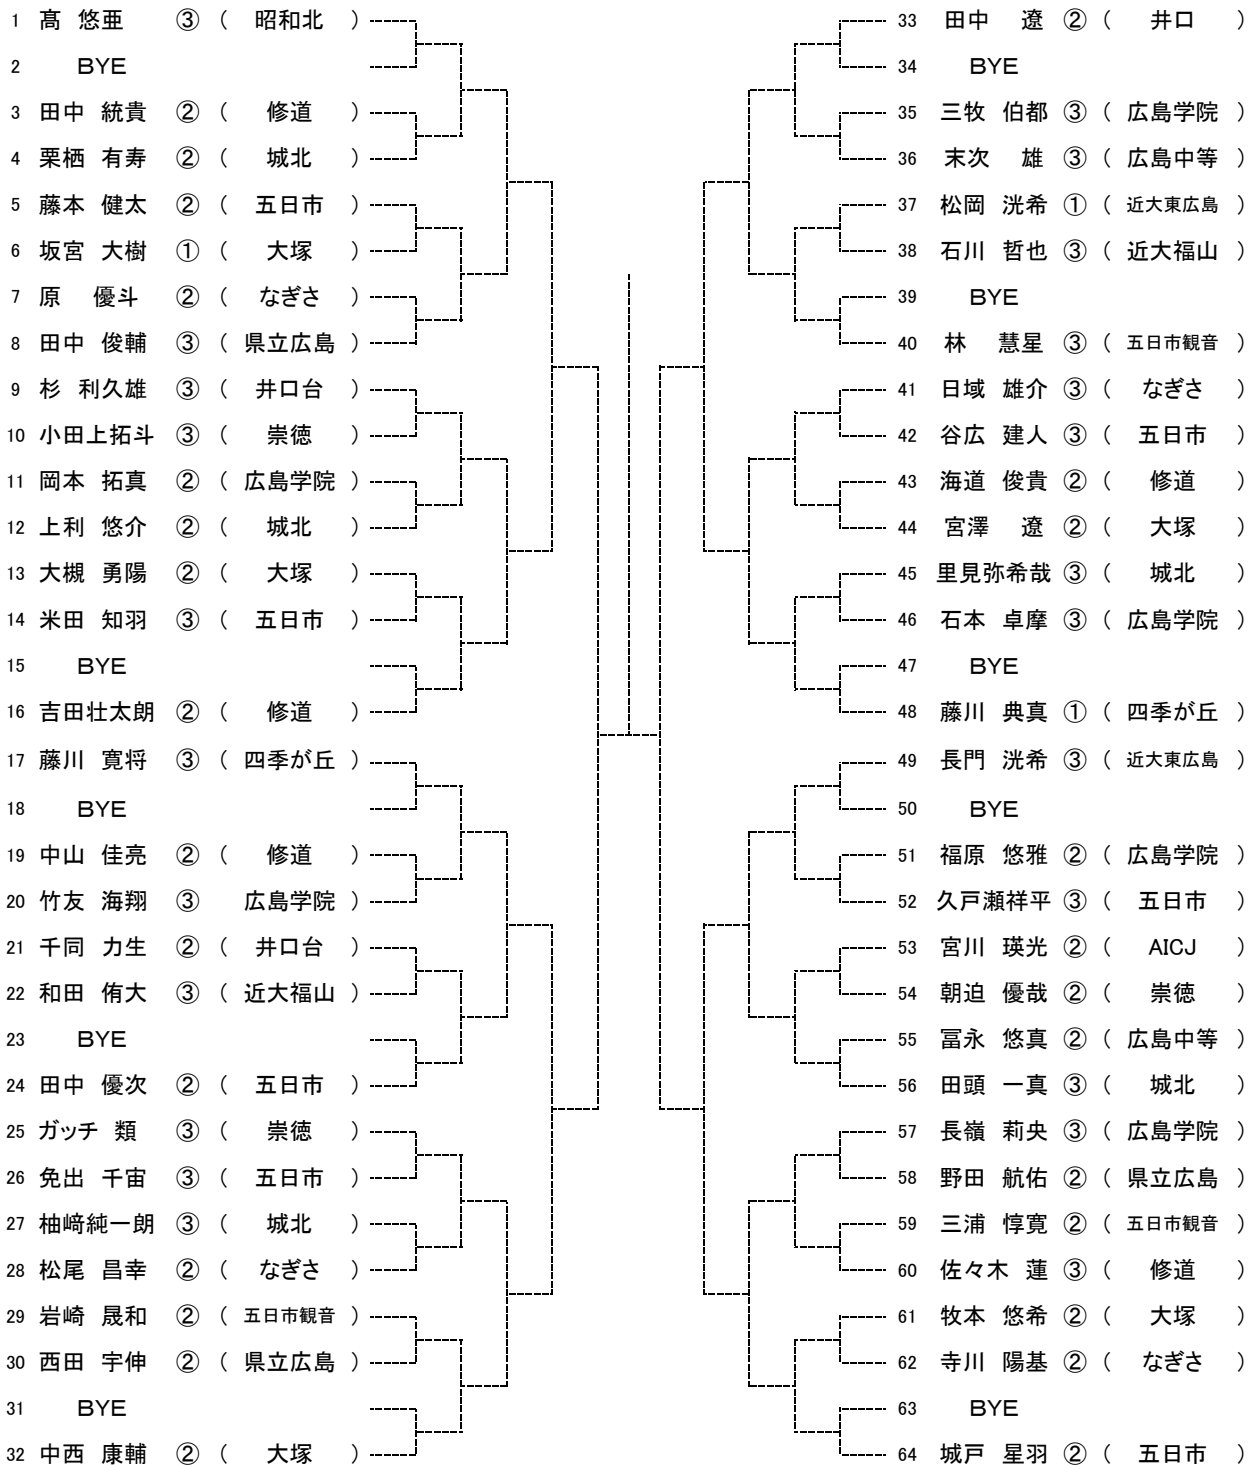 1 髙 悠亜 ③ ( 昭和北 )
2 BYE
3 田中 統貴 ② ( 修道 )
4 栗栖 有寿 ② ( 城北 )
5 藤本 健太 ② ( 五日市 )
6 坂宮 大樹 ① ( 大塚 )
7 原 優斗 ② ( なぎさ )
8 田中 俊輔 ③ ( 県立広島 )
9 杉 利久雄 ③ ( 井口台 )
10 小田上拓斗 ③ ( 崇徳 )
11 岡本 拓真 ② ( 広島学院 )
12 上利 悠介 ② ( 城北 )
13 大槻 勇陽 ② ( 大塚 )
14 米田 知羽 ③ ( 五日市 )
15 BYE
16 吉田壮太朗 ② ( 修道 )
17 藤川 寛将 ③ ( 四季が丘 )
18 BYE
19 中山 佳亮 ② ( 修道 )
20 竹友 海翔 ③ 広島学院 )
21 千同 力生 ② ( 井口台 )
22 和田 侑大 ③ ( 近大福山 )
23 BYE
24 田中 優次 ② ( 五日市 )
25 ガッチ 類 ③ ( 崇徳 )
26 免出 千宙 ③ ( 五日市 )
27 柚﨑純一朗 ③ ( 城北 )
28 松尾 昌幸 ② ( なぎさ )
29 岩崎 晟和 ② ( 五日市観音 )
30 西田 宇伸 ② ( 県立広島 )
31 BYE
32 中西 康輔 ② ( 大塚 )
33 田中 遼 ② ( 井口 )
34 BYE
35 三牧 伯都 ③ ( 広島学院 )
36 末次 雄 ③ ( 広島中等 )
37 松岡 洸希 ① ( 近大東広島 )
38 石川 哲也 ③ ( 近大福山 )
39 BYE
40 林 慧星 ③ ( 五日市観音 )
41 日域 雄介 ③ ( なぎさ )
42 谷広 建人 ③ ( 五日市 )
43 海道 俊貴 ② ( 修道 )
44 宮澤 遼 ② ( 大塚 )
45 里見弥希哉 ③ ( 城北 )
46 石本 卓摩 ③ ( 広島学院 )
47 BYE
48 藤川 典真 ① ( 四季が丘 )
49 長門 洸希 ③ ( 近大東広島 )
50 BYE
51 福原 悠雅 ② ( 広島学院 )
52 久戸瀬祥平 ③ ( 五日市 )
53 宮川 瑛光 ② ( AICJ )
54 朝迫 優哉 ② ( 崇徳 )
55 冨永 悠真 ② ( 広島中等 )
56 田頭 一真 ③ ( 城北 )
57 長嶺 莉央 ③ ( 広島学院 )
58 野田 航佑 ② ( 県立広島 )
59 三浦 惇寛 ② ( 五日市観音 )
60 佐々木 蓮 ③ ( 修道 )
61 牧本 悠希 ② ( 大塚 )
62 寺川 陽基 ② ( なぎさ )
63 BYE
64 城戸 星羽 ② ( 五日市 )